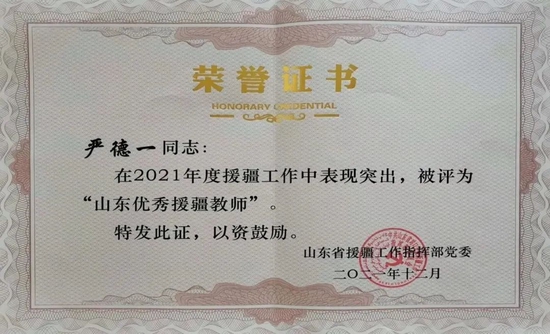 荣誉证书
HONORARY CREDENTIAL
严德一同志:
在2021年度援疆工作中表现突出，被评为
“山东优秀援疆教师”。
特发此证，以资鼓励。
山东省援疆工作指挥部党委
二〇二一年十二月